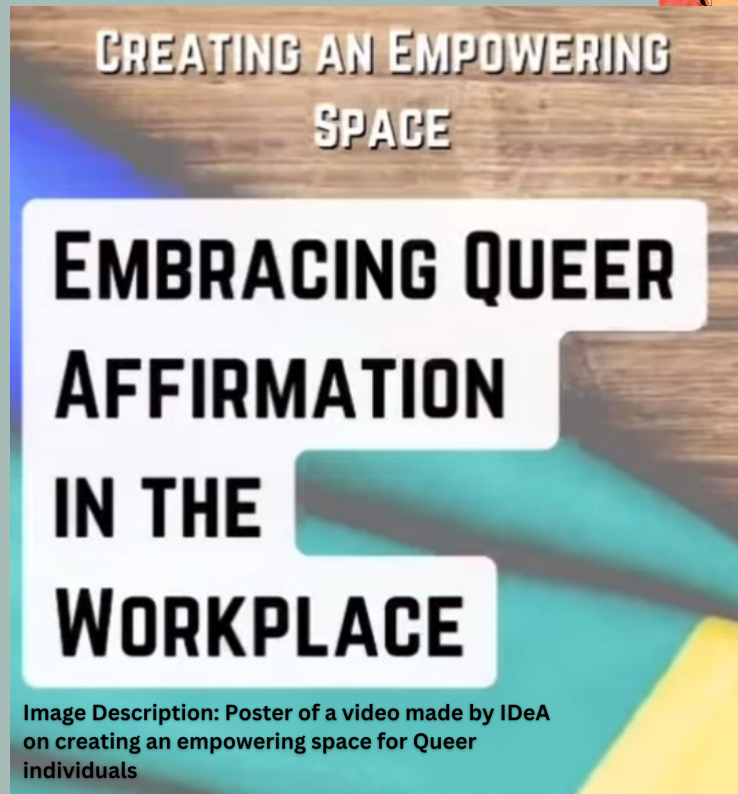 Creating an Empowering
Space
Embracing Queer
Affirmation
in the
Workplace
Image Description: Poster of a video made by IDeA
on creating an empowering space for Queer
individuals